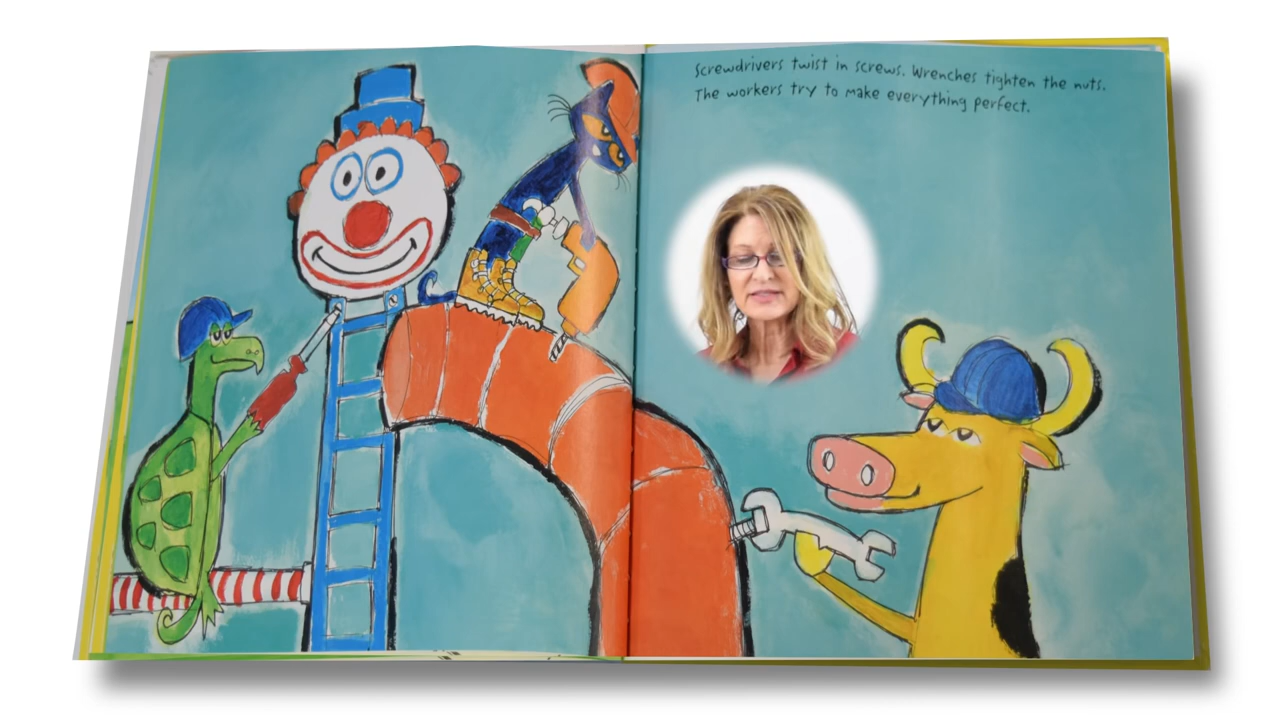 Screwdrivers twist in screws. Wrenches tighten the nuts.
The workers try to make everything perfect.